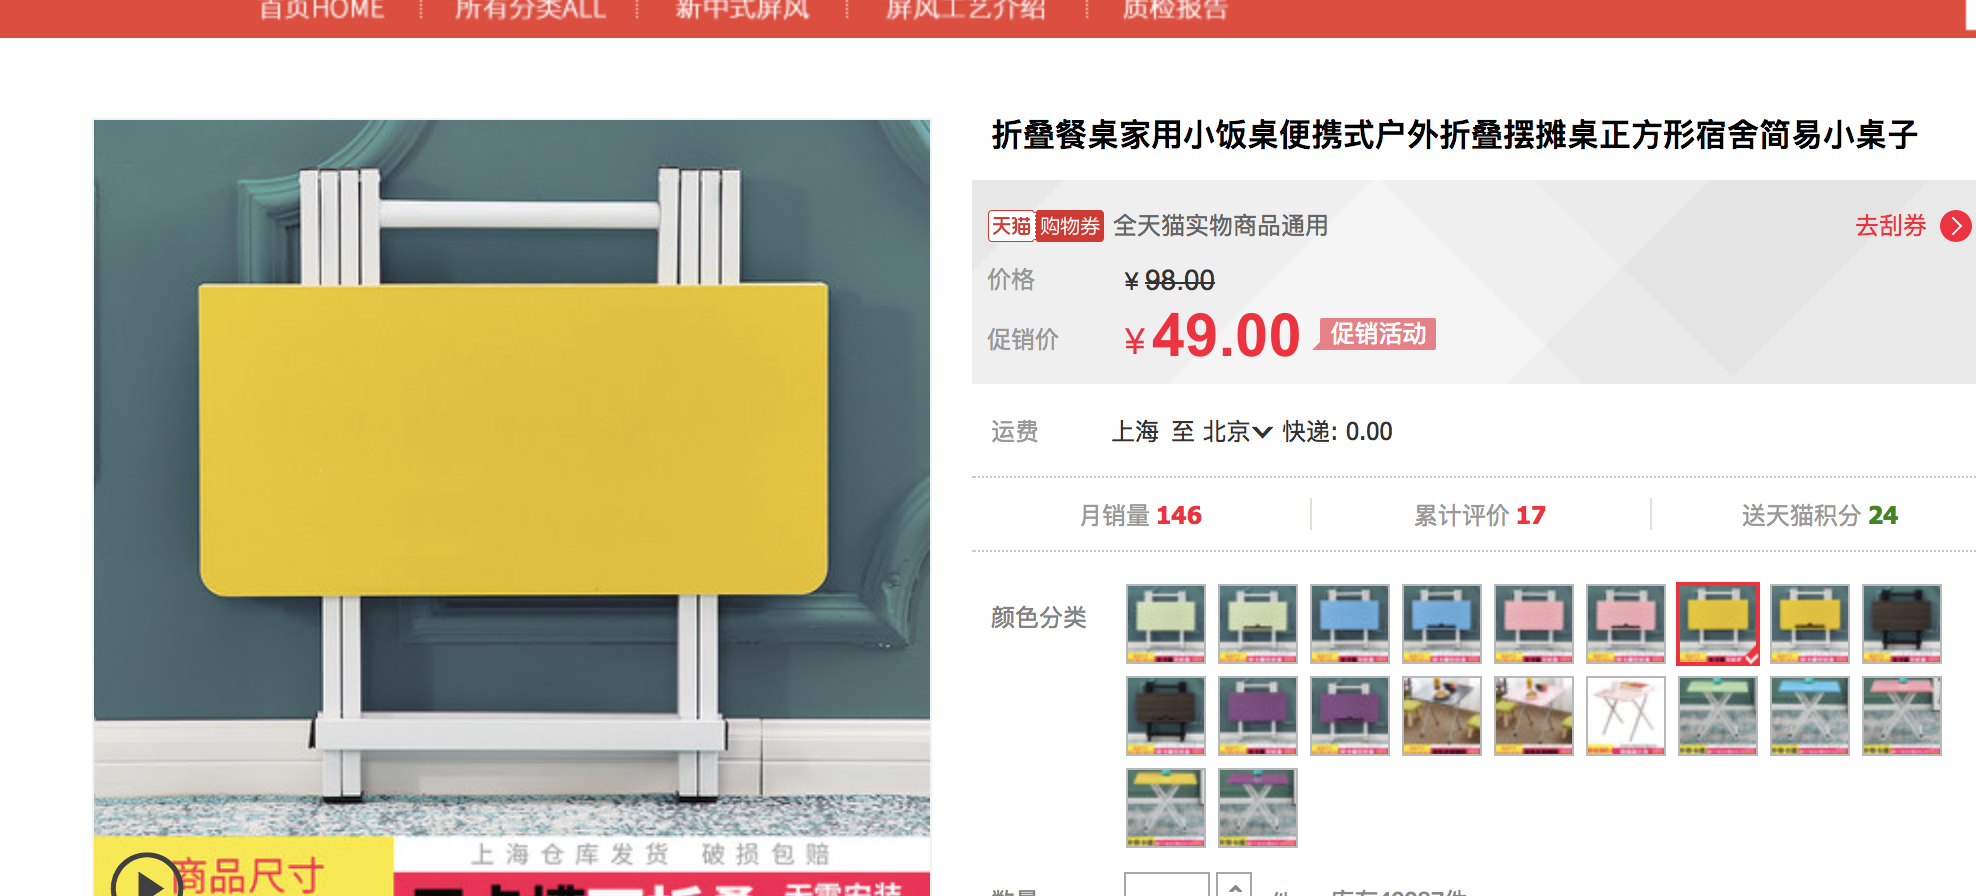 首页HOME
所有分类ALL
新中式屏风
屏风工艺介绍
质检报告
折叠餐桌家用小饭桌便携式户外折叠摆摊桌正方形宿舍简易小桌子
天猫 购物券 全天猫实物商品通用
去刮券
价格 ¥ 98.00
促销价 ¥ 49.00 促销活动
运费 上海 至 北京 快递: 0.00
月销量 146
累计评价 17
送天猫积分 24
颜色分类
上海仓库发货 破损包赔
商品尺寸
无需安装
数量 件